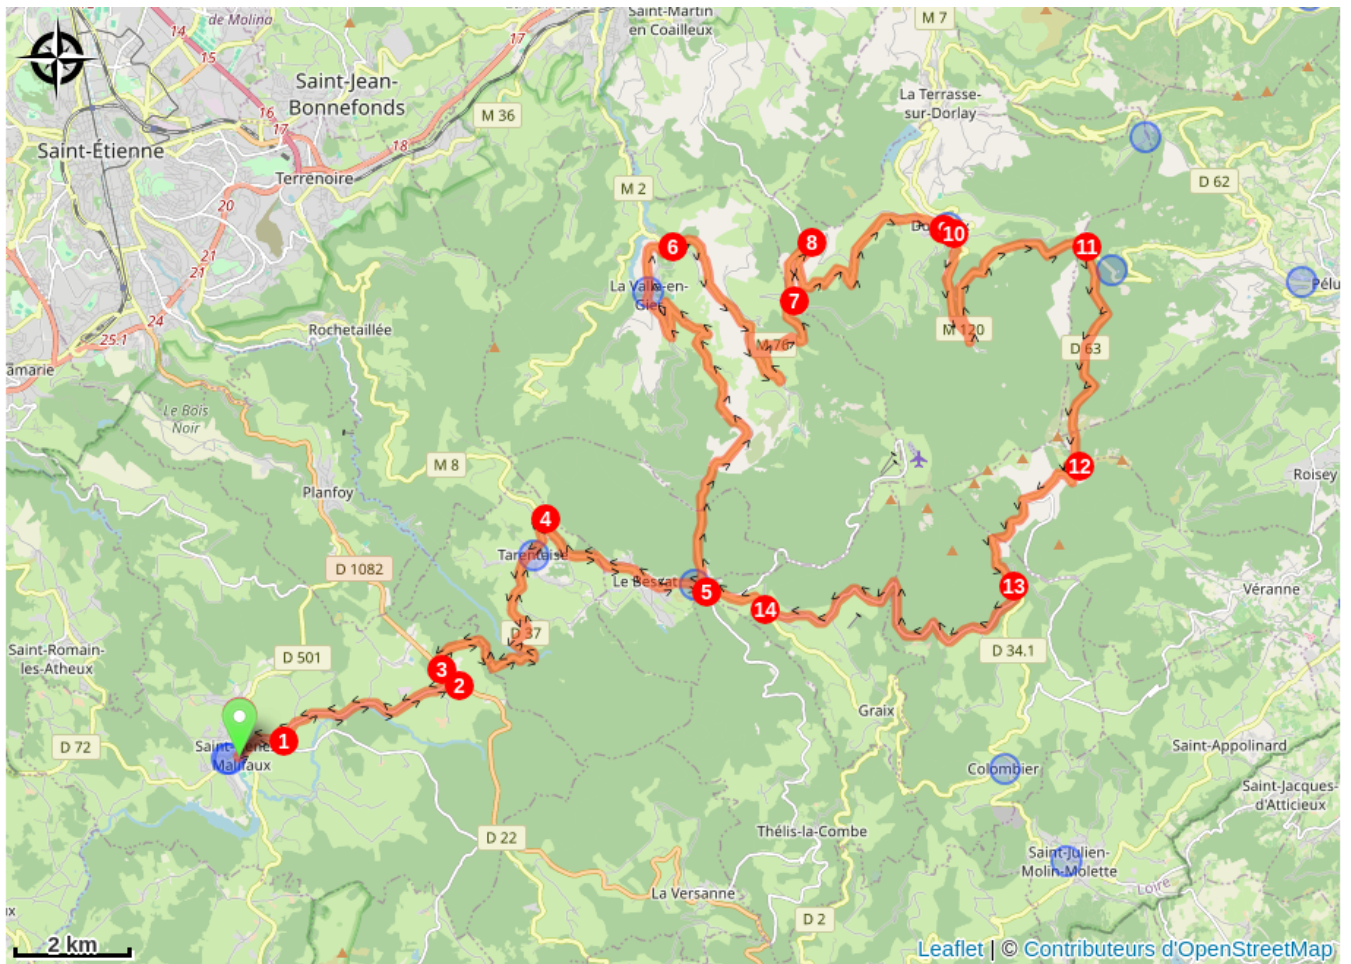 Saint-Martin
en Coailleux
de Molina
M 7
14
15
17
Saint-Jean-
Bonnefonds
16
17
La Terrasse-
sur-Dorlay
M 36
18
Saint-Étienne
Terrenoire
M 2
D 62
20
8
6
10
11
21
21
La Valla-en-
Gier
Pélu
7
24
25.1
Rochetaillée
M 120
M 76
D 63
amarie
Le Bois
Noir
M 8
12
Roisey
Planfoy
4
Tarentaise
D 1082
Le Bessat
5
13
Véranne
14
D 37
Saint-Romain-
les-Atheux
D 501
D 34.1
3
2
Graix
1
D 72
Saint-Genest
Malifaux
Saint-Appolinard
Colombier
Saint-Jacques-
d'Atticieux
D 22
Thélis-la-Combe
Saint-Julien-
Molin-Molette
La Versanne
Loire
D 2
2 km
Leaflet | © Contributeurs d'OpenStreetMap